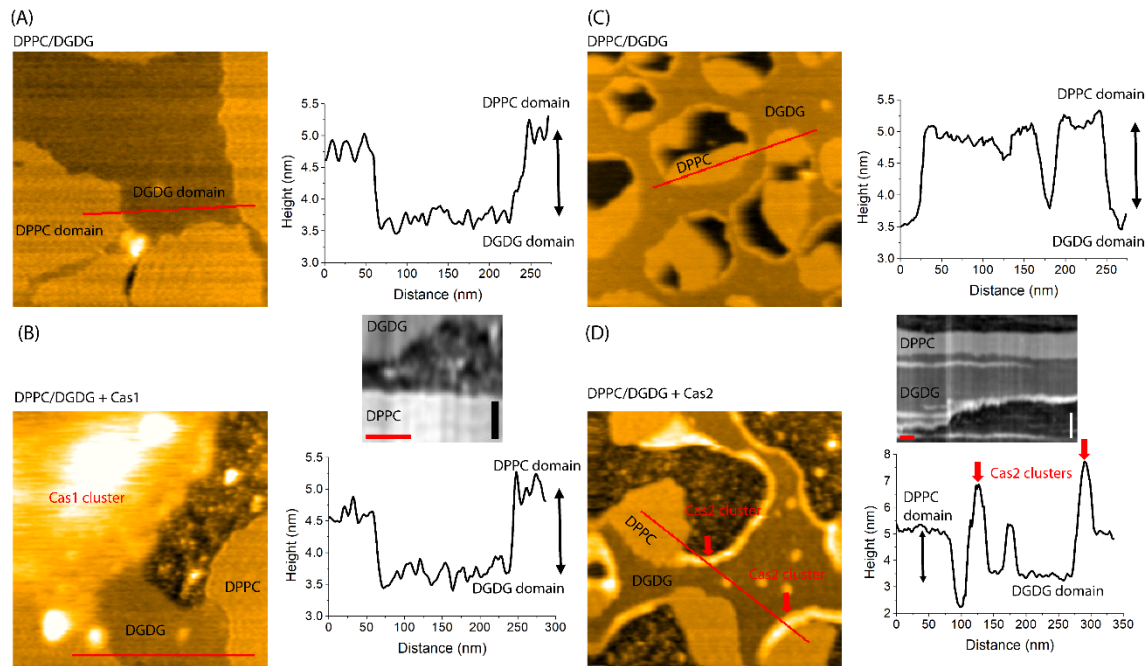 (A)
DPPC/DGDG
DGDG domain
DPPC domain
5.5
5.0
4.5
4.0
3.5
3.0
Height (nm)
DPPC domain
DGDG domain
0 50 100 150 200 250
Distance (nm)
(C)
DPPC/DGDG
DGDG
DPPC
5.5
5.0
4.5
4.0
3.5
3.0
Height (nm)
DPPC domain
DGDG domain
0 50 100 150 200 250
Distance (nm)
(B)
DPPC/DGDG + Cas1
Cas1 cluster
DPPC
DGDG
DGDG
DPPC
5.5
5.0
4.5
4.0
3.5
3.0
Height (nm)
DPPC domain
DGDG domain
0 50 100 150 200 250 300
Distance (nm)
(D)
DPPC/DGDG + Cas2
DPPC
Cas2 cluster
DGDG
Cas2 cluster
DPPC
DGDG
8
7
6
5
4
3
2
Height (nm)
Cas2 clusters
DPPC
domain
DGDG domain
0 50 100 150 200 250 300 350
Distance (nm)